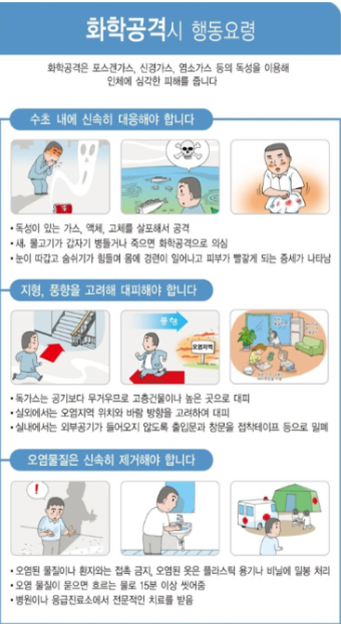 화학공격시 행동요령
화학공격은 포스겐가스, 신경가스, 염소가스 등의 독성을 이용해
인체에 심각한 피해를 줍니다
수초 내에 신속히 대응해야 합니다
• 독성이 있는 가스, 액체, 고체를 살포해서 공격
• 새, 물고기가 갑자기 병들거나 죽으면 화학공격으로 의심
• 눈이 따갑고 숨쉬기가 힘들며 몸에 경련이 일어나고 피부가 빨갛게 되는 증세가 나타남
지형, 풍향을 고려해 대피해야 합니다
풍향
오염지역
• 독가스는 공기보다 무거우므로 고층건물이나 높은 곳으로 대피
• 실외에서는 오염지역 위치와 바람 방향을 고려하여 대피
• 실내에서는 외부공기가 들어오지 않도록 출입문과 창문을 접착테이프 등으로 밀폐
오염물질은 신속히 제거해야 합니다
!
• 오염된 물질이나 환자와는 접촉 금지, 오염된 옷은 플라스틱 용기나 비닐에 밀봉 처리
• 오염 물질이 묻으면 흐르는 물로 15분 이상 씻어줌
• 병원이나 응급진료소에서 전문적인 치료를 받음